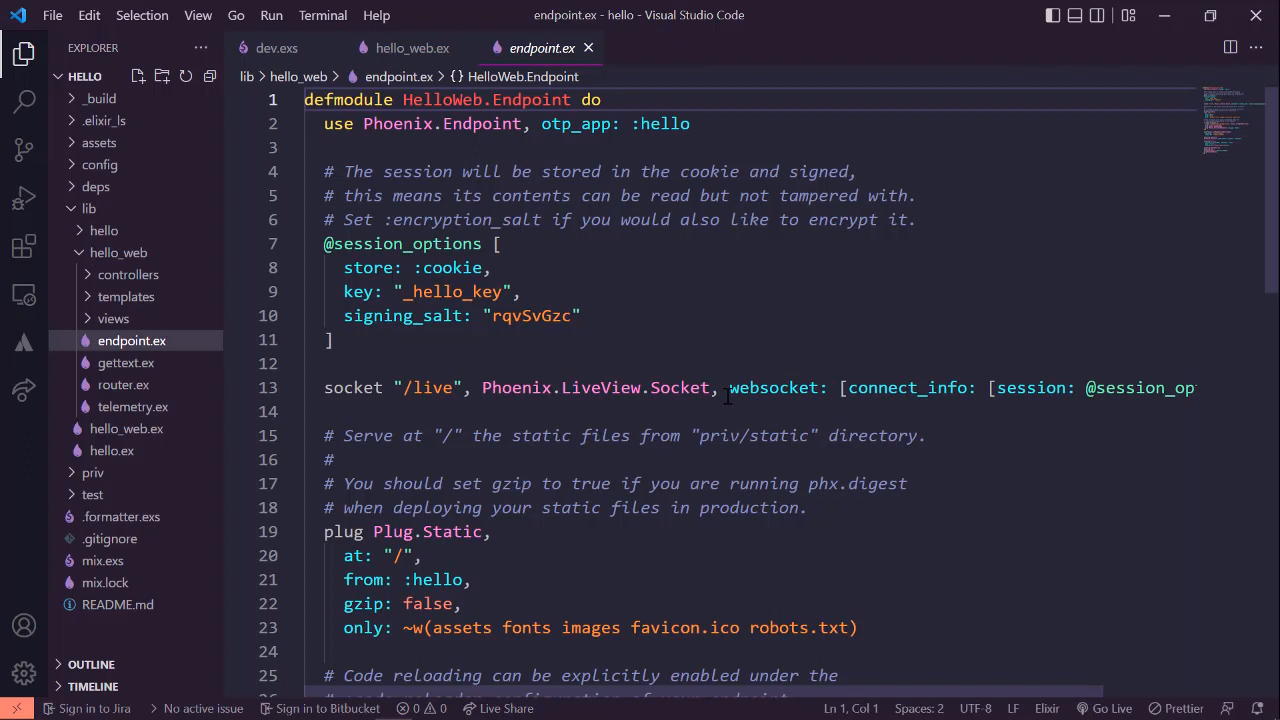 File Edit Selection View Go Run Terminal Help endpoint.ex - hello - Visual Studio Code
EXPLORER
HELLO
_build
.elixir_ls
assets
config
deps
lib
hello
hello_web
controllers
templates
views
endpoint.ex
gettext.ex
router.ex
telemetry.ex
hello_web.ex
hello.ex
priv
test
.formatter.exs
.gitignore
mix.exs
mix.lock
README.md
OUTLINE
TIMELINE
dev.exs hello_web.ex endpoint.ex
lib > hello_web > endpoint.ex > {} HelloWeb.Endpoint
1 defmodule HelloWeb.Endpoint do
2 use Phoenix.Endpoint, otp_app: :hello
3
4 # The session will be stored in the cookie and signed,
5 # this means its contents can be read but not tampered with.
6 # Set :encryption_salt if you would also like to encrypt it.
7 @session_options [
8 store: :cookie,
9 key: "_hello_key",
10 signing_salt: "rqvSvGzc"
11 ]
12
13 socket "/live", Phoenix.LiveView.Socket, websocket: [connect_info: [session: @session_op
14
15 # Serve at "/" the static files from "priv/static" directory.
16 #
17 # You should set gzip to true if you are running phx.digest
18 # when deploying your static files in production.
19 plug Plug.Static,
20 at: "/",
21 from: :hello,
22 gzip: false,
23 only: ~w(assets fonts images favicon.ico robots.txt)
24
25 # Code reloading can be explicitly enabled under the
Sign in to Jira No active issue Sign in to Bitbucket 0 0 Live Share Ln 1, Col 1 Spaces: 2 UTF-8 LF Elixir Go Live Prettier